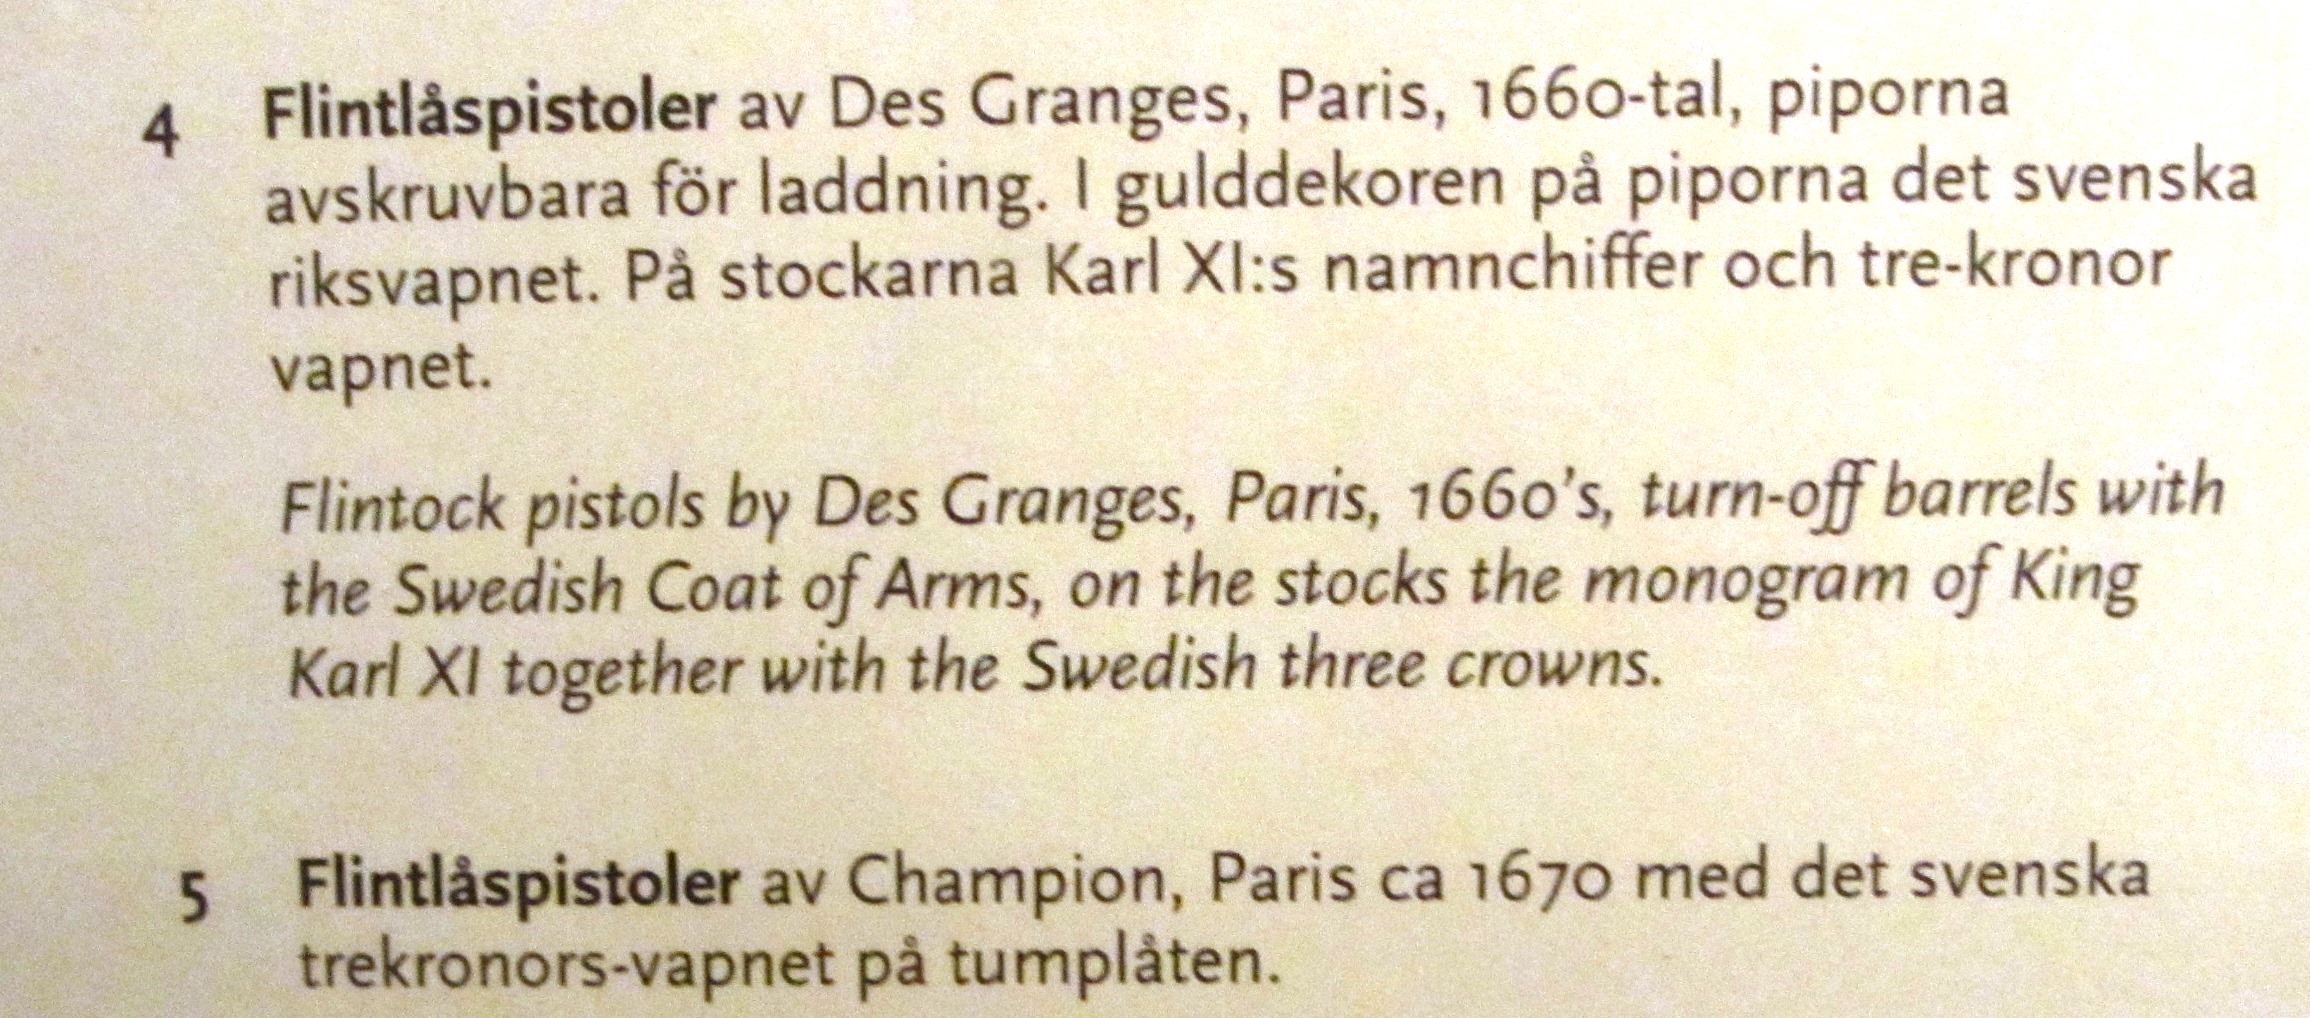 4 Flintlåspistoler av Des Granges, Paris, 1660-tal, piporna
avskruvbara för laddning. I gulddekoren på piporna det svenska
riksvapnet. På stockarna Karl XI:s namnchiffer och tre-kronor
vapnet.
Flintock pistols by Des Granges, Paris, 1660's, turn-off barrels with
the Swedish Coat of Arms, on the stocks the monogram of King
Karl XI together with the Swedish three crowns.
5 Flintlåspistoler av Champion, Paris ca 1670 med det svenska
trekronors-vapnet på tumplåten.